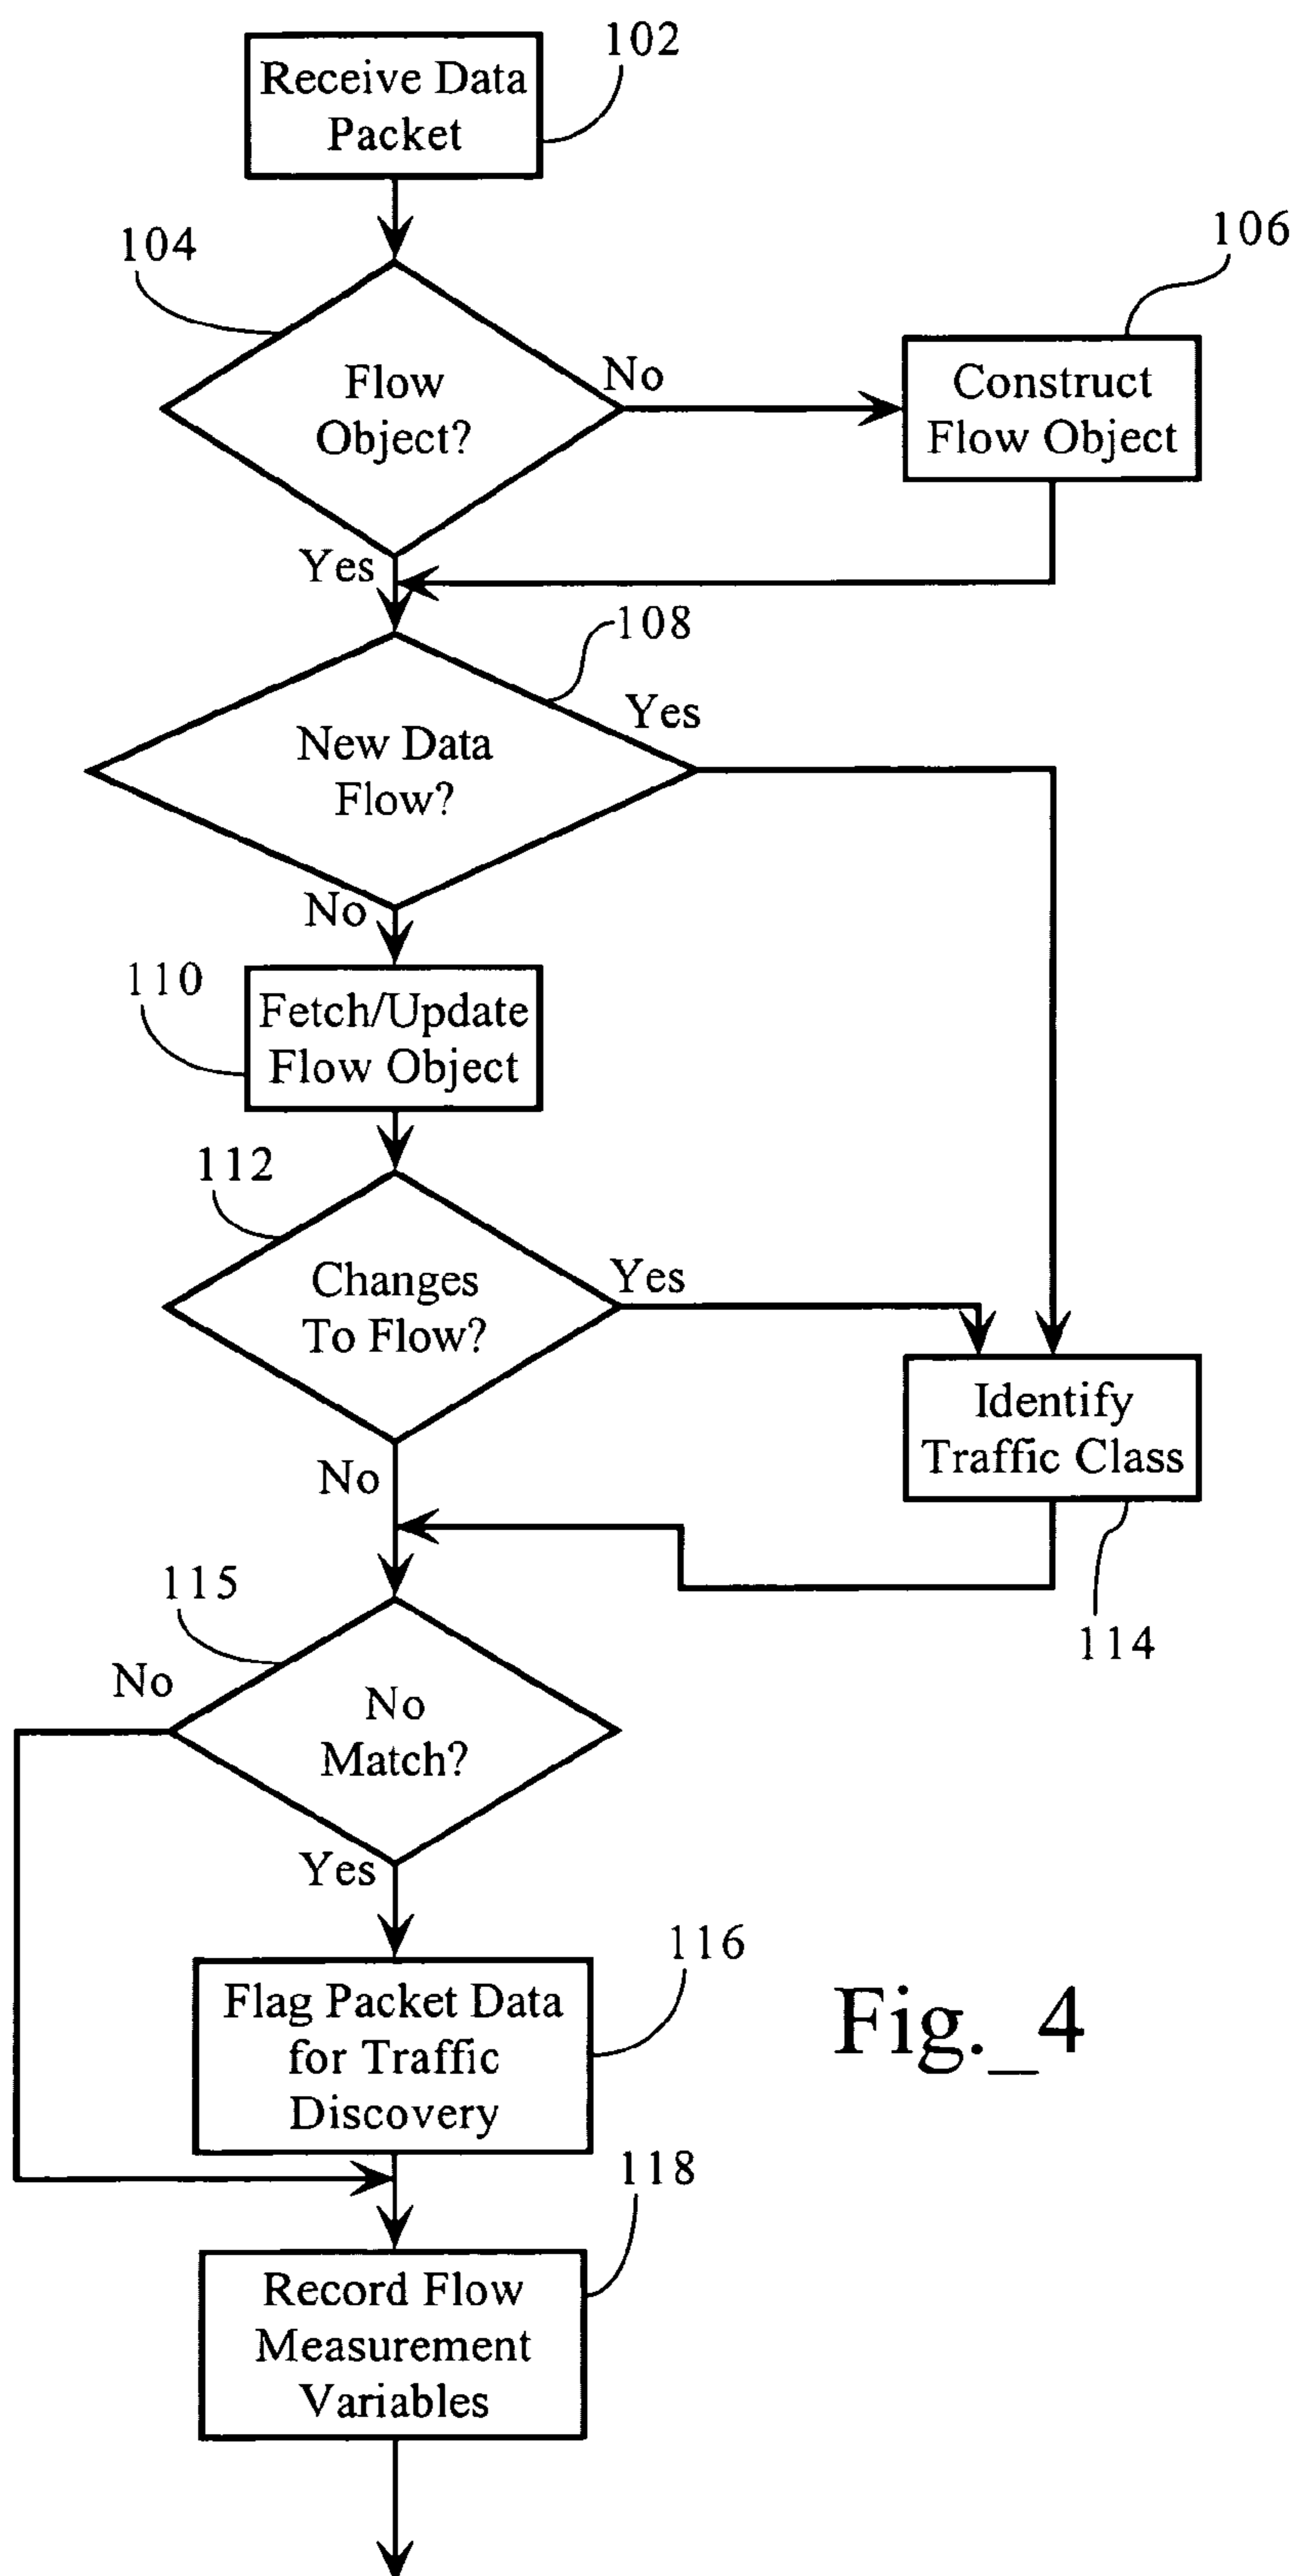 102
Receive Data
Packet
104
106
Flow
Object?
No
Construct
Flow Object
Yes
108
Yes
New Data
Flow?
No
110
Fetch/Update
Flow Object
112
Changes
To Flow?
Yes
Identify
Traffic Class
No
115
114
No
No
Match?
Yes
116
Flag Packet Data
for Traffic
Discovery
Fig._4
118
Record Flow
Measurement
Variables